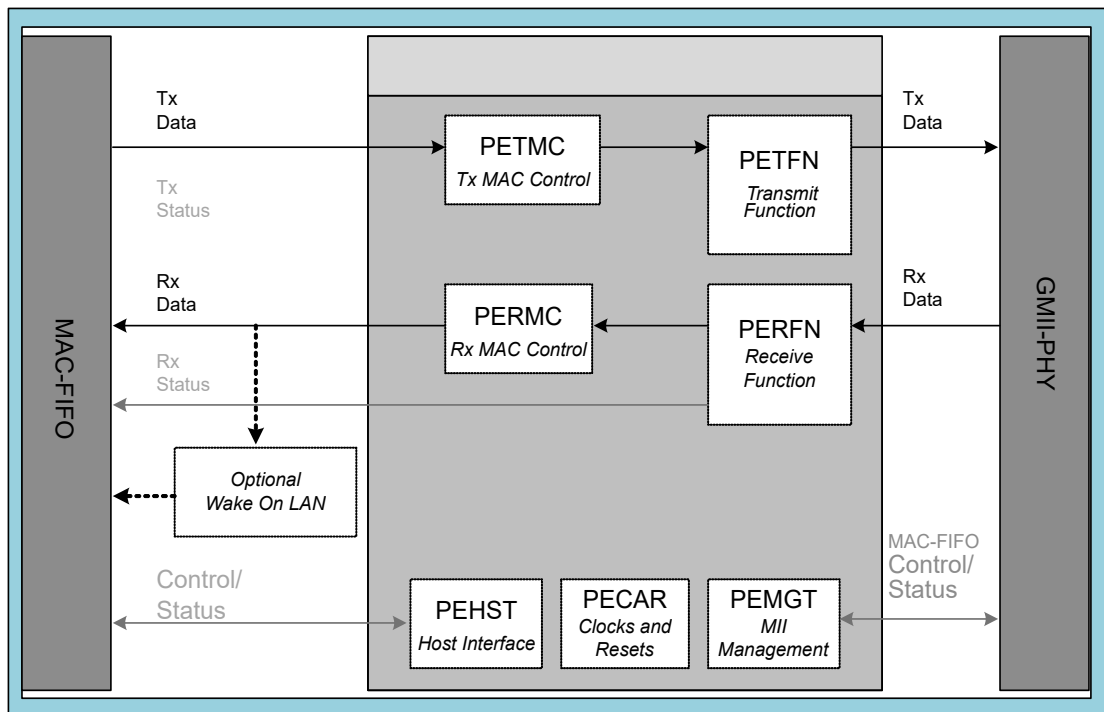 Tx
Data
Tx
Status
Rx
Data
Rx
Status
MAC-FIFO
Optional
Wake On LAN
Control/
Status
PETMC
Tx MAC Control
PETFN
Transmit
Function
PERMC
Rx MAC Control
PERFN
Receive
Function
PEHST
Host Interface
PECAR
Clocks and
Resets
PEMGT
MII
Management
Tx
Data
Rx
Data
MAC-FIFO
Control/
Status
GMII-PHY